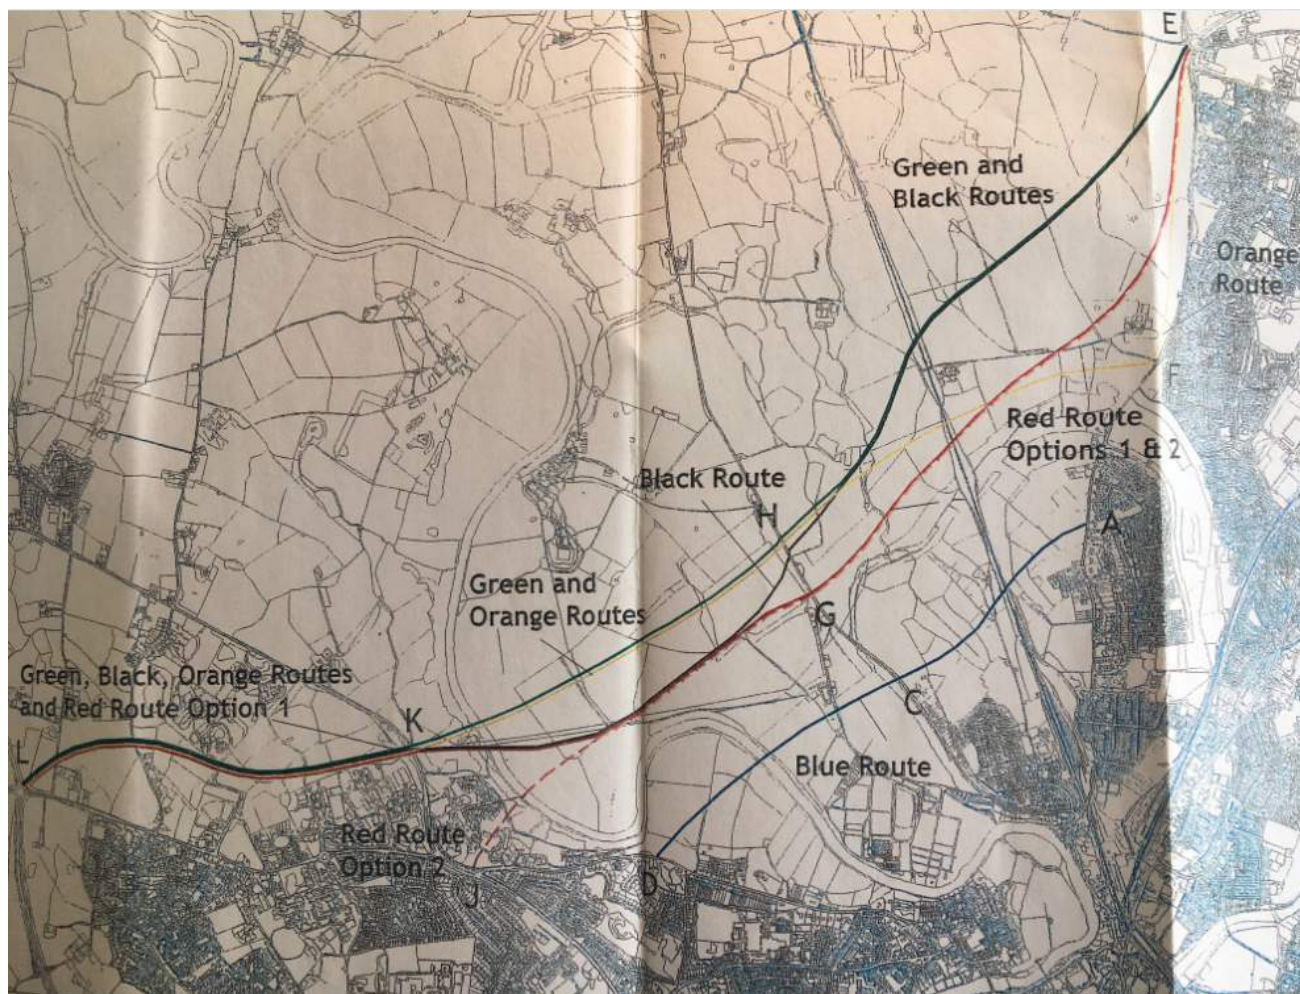 E
Green and
Black Routes
Orange
Route
F
Red Route
Options 1 & 2
Black Route
H
A
Green and
Orange Routes
G
Green, Black, Orange Routes
and Red Route Option 1
K
C
L
Blue Route
Red Route
Option 2
J
D